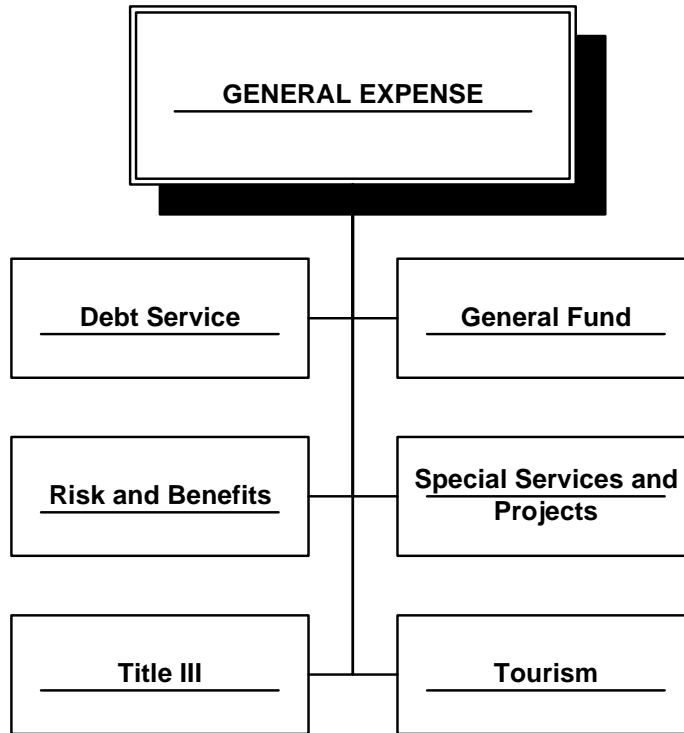 GENERAL EXPENSE
Debt Service
General Fund
Risk and Benefits
Special Services and
Projects
Title III
Tourism